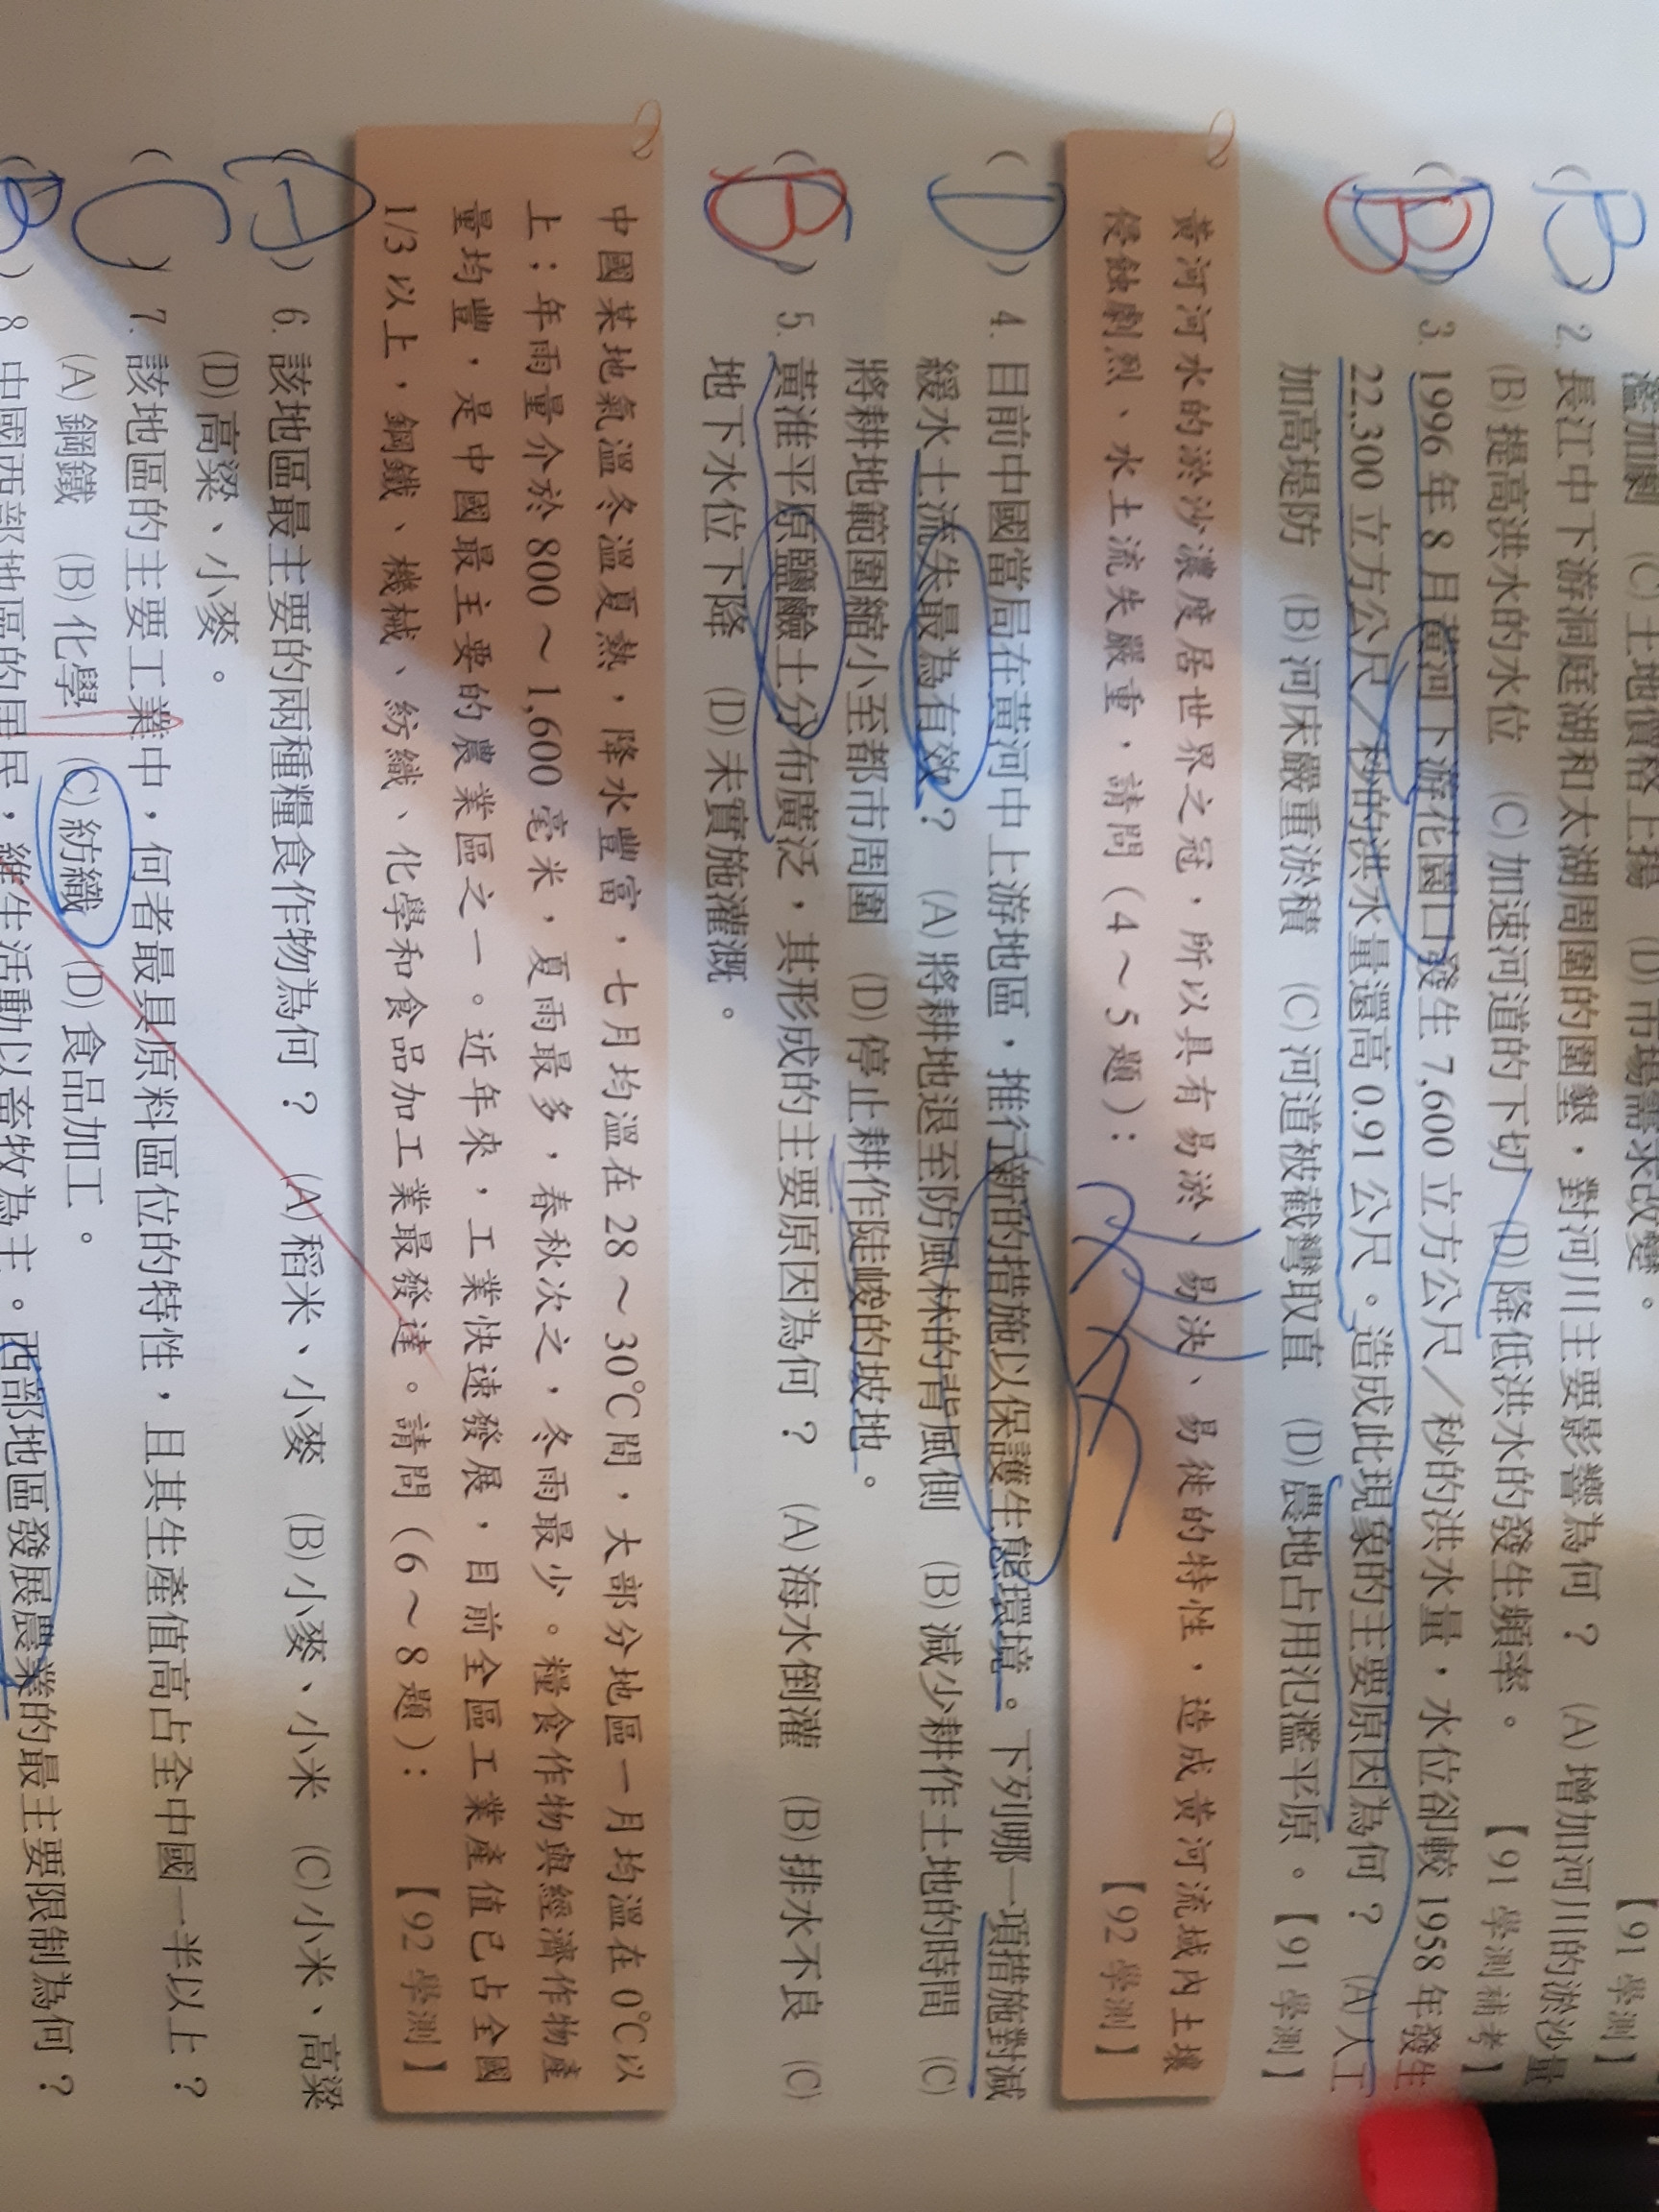 濫加劇 (C)土地價格上揚 (D)市場需求改變。
【91 學測】
(B) 2. 長江中下游洞庭湖和太湖周圍的圍墾，對河川主要影響為何？ (A)增加河川的淤沙量
(B)提高洪水的水位 (C)加速河道的下切 (D)降低洪水的發生頻率。 【91 學測補考】
(B) 3. 1996 年 8 月黃河下游花園口發生 7,600 立方公尺／秒的洪水量，水位卻較 1958 年發生
22,300 立方公尺／秒的洪水量還高 0.91 公尺。造成此現象的主要原因為何？ (A)人工
加高堤防 (B)河床嚴重淤積 (C)河道被截彎取直 (D)農地占用氾濫平原。【91 學測】
黃河河水的淤沙濃度居世界之冠，所以具有易淤、易決、易徙的特性，造成黃河流域內土壤
侵蝕劇烈、水土流失嚴重，請問（4～5 題）： 【92 學測】
(D) 4. 目前中國當局在黃河中上游地區，推行新的措施以保護生態環境。下列哪一項措施對減
緩水土流失最為有效？ (A)將耕地退至防風林的背風側 (B)減少耕作土地的時間 (C)
將耕地範圍縮小至都市周圍 (D)停止耕作陡峻的坡地。
(B) 5. 黃淮平原鹽鹼土分布廣泛，其形成的主要原因為何？ (A)海水倒灌 (B)排水不良 (C)
地下水位下降 (D)未實施灌溉。
中國某地氣溫冬溫夏熱，降水豐富，七月均溫在 28～30℃間，大部分地區一月均溫在 0℃以
上；年雨量介於 800～1,600 毫米，夏雨最多，春秋次之，冬雨最少。糧食作物與經濟作物產
量均豐，是中國最主要的農業區之一。近年來，工業快速發展，目前全區工業產值已占全國
1/3 以上，鋼鐵、機械、紡織、化學和食品加工業最發達。請問（6～8 題）： 【92 學測】
(A) 6. 該地區最主要的兩種糧食作物為何？ (A)稻米、小麥 (B)小麥、小米 (C)小米、高粱
(D)高粱、小麥。
(C) 7. 該地區的主要工業中，何者最具原料區位的特性，且其生產值高占全中國一半以上？
(A)鋼鐵 (B)化學 (C)紡織 (D)食品加工。
(B) 8. 中國西部地區的居民，維生活動以畜牧為主。西部地區發展農業的最主要限制為何？